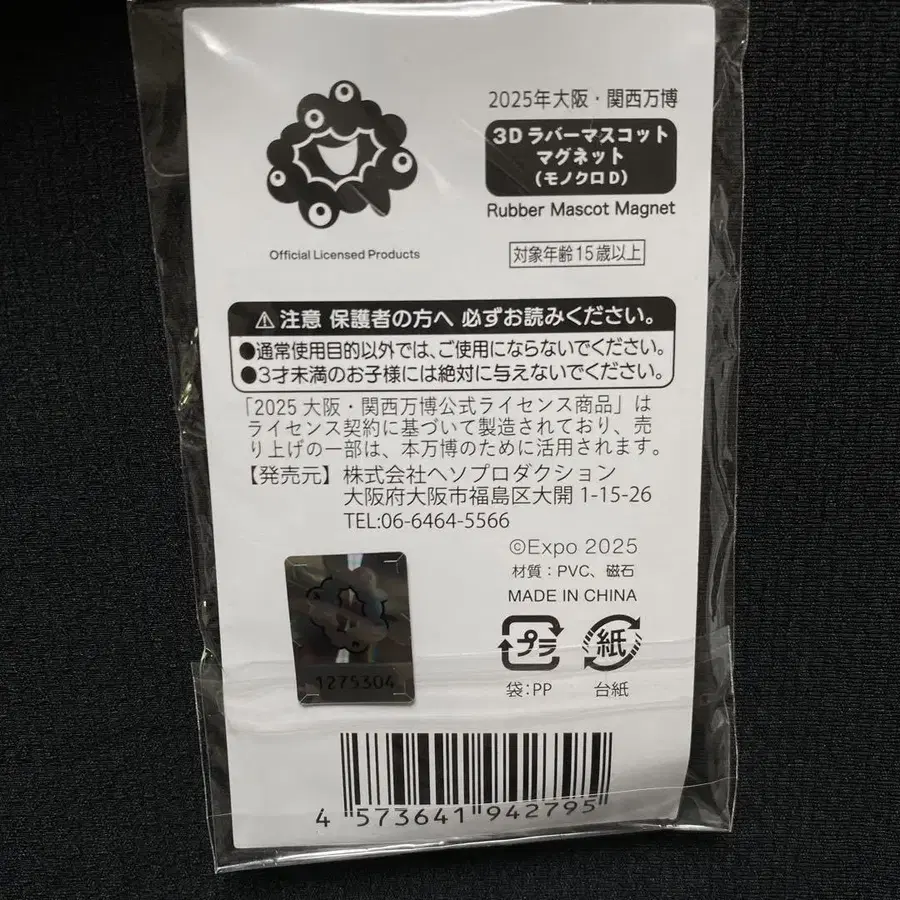 2025年大阪・関西万博
3Dラバーマスコット
マグネット
(モノクロD)
Rubber Mascot Magnet
Official Licensed Products
対象年齢15歳以上
⚠注意 保護者の方へ 必ずお読みください。
●通常使用目的以外では、ご使用にならないでください。
●3才未満のお子様には絶対に与えないでください。
「2025 大阪・関西万博公式ライセンス商品」は
ライセンス契約に基づいて製造されており、売
り上げの一部は、本万博のために活用されます。
【発売元】株式会社ヘソプロダクション
大阪府大阪市福島区大開 1-15-26
TEL:06-6464-5566
©Expo 2025
材質：PVC、磁石
MADE IN CHINA
プラ
紙
袋：PP
台紙
1275304
4 573641 942795